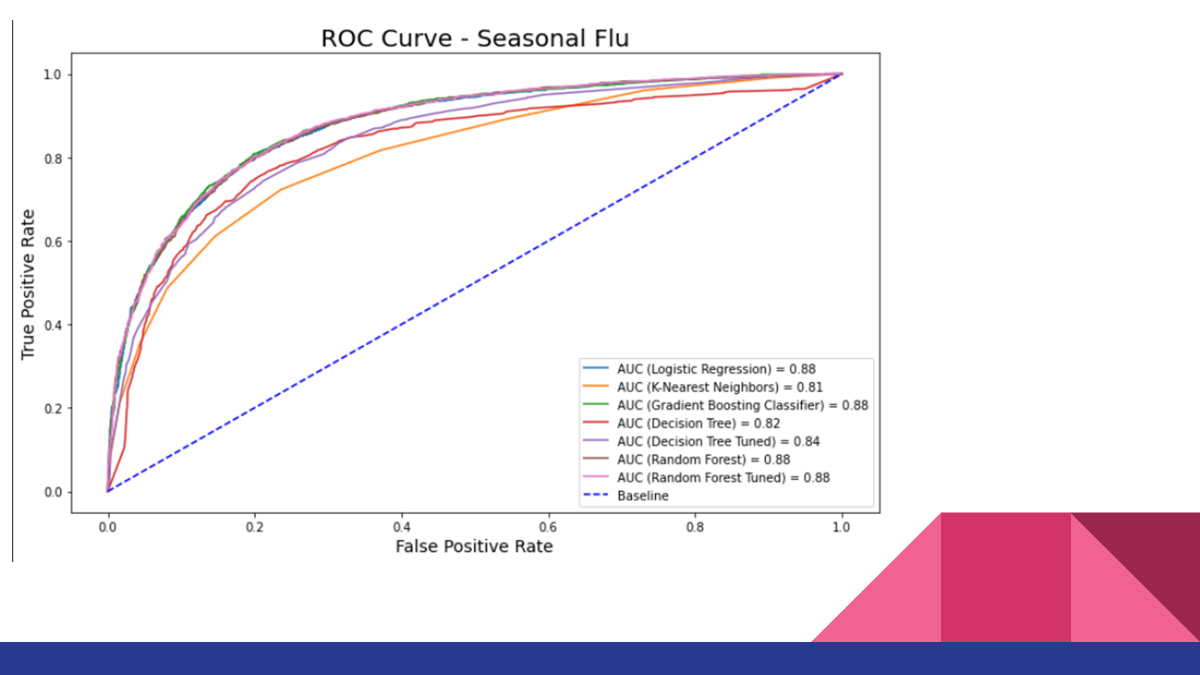 ROC Curve - Seasonal Flu
True Positive Rate
1.0
0.8
0.6
0.4
0.2
0.0
AUC (Logistic Regression) = 0.88
AUC (K-Nearest Neighbors) = 0.81
AUC (Gradient Boosting Classifier) = 0.88
AUC (Decision Tree) = 0.82
AUC (Decision Tree Tuned) = 0.84
AUC (Random Forest) = 0.88
AUC (Random Forest Tuned) = 0.88
Baseline
0.0 0.2 0.4 0.6 0.8 1.0
False Positive Rate